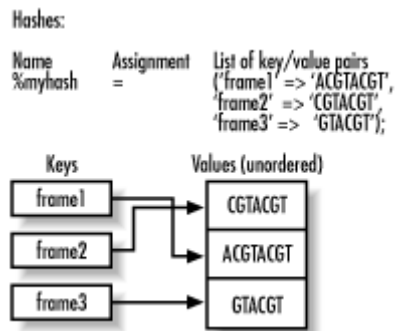 Hashes:
Name Assignment List of key/value pairs
%myhash = ('frame1' => 'ACGTACGT',
'frame2' => 'CGTACGT',
'frame3' => 'GTACGT');
Keys Values (unordered)
frame1 CGTACGT
frame2 ACGTACGT
frame3 GTACGT